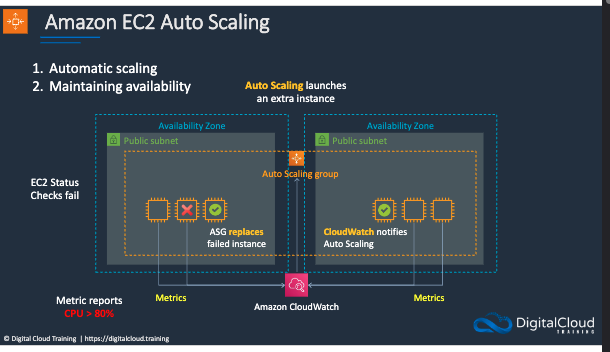 Amazon EC2 Auto Scaling
1. Automatic scaling
2. Maintaining availability
Auto Scaling launches
an extra instance
Availability Zone
Availability Zone
Public subnet
Public subnet
Auto Scaling group
EC2 Status
Checks fail
ASG replaces
failed instance
CloudWatch notifies
Auto Scaling
Metric reports
CPU > 80%
Metrics
Amazon CloudWatch
Metrics
© Digital Cloud Training | https://digitalcloud.training
DigitalCloud
TRAINING